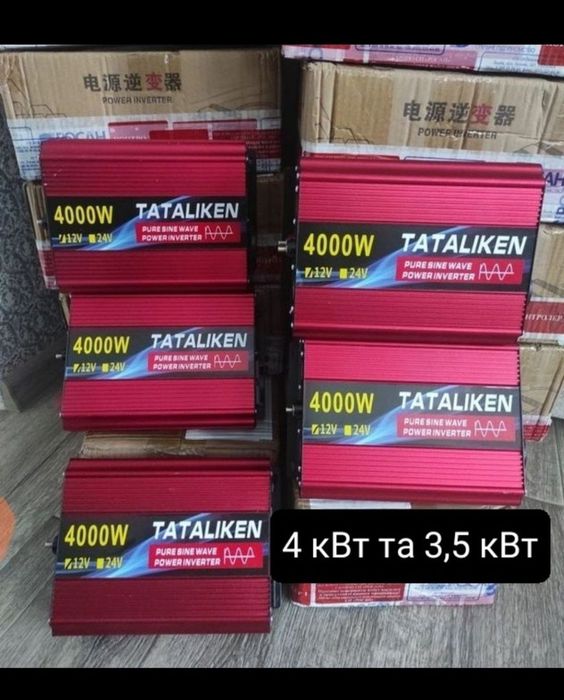 电源逆变器
POWER INVERTER
电源逆变器
POWER INVERTER
4000W
12V 24V
TATALIKEN
PURE SINE WAVE
POWER INVERTER
4000W
12V 24V
TATALIKEN
PURE SINE WAVE
POWER INVERTER
4000W
12V 24V
TATALIKEN
PURE SINE WAVE
POWER INVERTER
4000W
12V 24V
TATALIKEN
PURE SINE WAVE
POWER INVERTER
4000W
12V 24V
TATALIKEN
PURE SINE WAVE
POWER INVERTER
4 кВт та 3,5 кВт